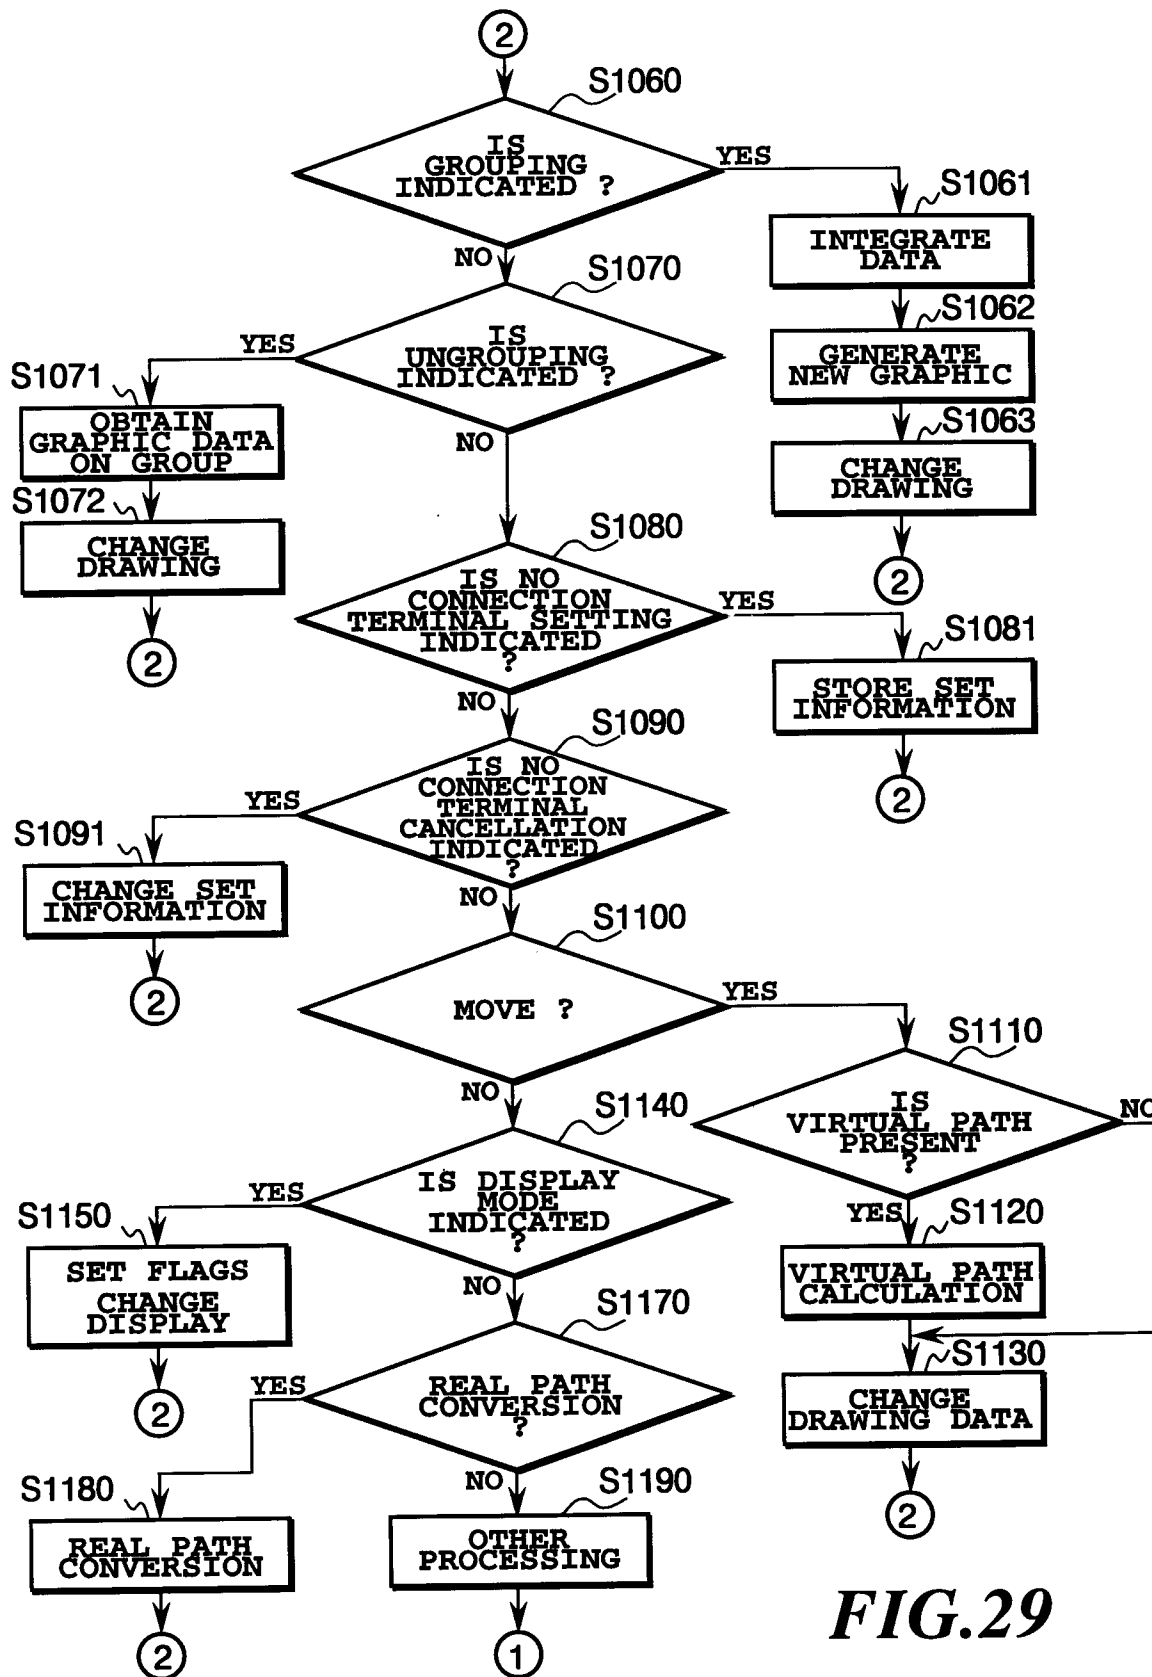 2
S1060
IS
GROUPING
INDICATED ?
YES
NO
S1061
INTEGRATE
DATA
S1062
GENERATE
NEW GRAPHIC
S1063
CHANGE
DRAWING
2
S1070
IS
UNGROUPING
INDICATED ?
YES
NO
S1071
OBTAIN
GRAPHIC DATA
ON GROUP
S1072
CHANGE
DRAWING
2
S1080
IS NO
CONNECTION
TERMINAL SETTING
INDICATED
?
YES
NO
S1081
STORE SET
INFORMATION
2
S1090
IS NO
CONNECTION
TERMINAL
CANCELLATION
INDICATED
?
YES
NO
S1091
CHANGE SET
INFORMATION
2
S1100
MOVE ?
YES
NO
S1110
IS
VIRTUAL PATH
PRESENT
?
NO
YES
S1120
VIRTUAL PATH
CALCULATION
S1130
CHANGE
DRAWING DATA
2
S1140
IS DISPLAY
MODE
INDICATED
?
YES
NO
S1150
SET FLAGS
CHANGE
DISPLAY
2
S1170
REAL PATH
CONVERSION
?
YES
NO
S1180
REAL PATH
CONVERSION
2
S1190
OTHER
PROCESSING
1
FIG.29